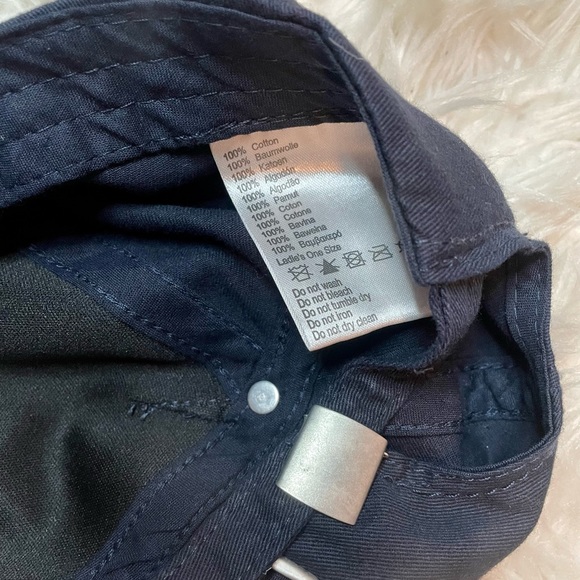 100% Cotton
100% Baumwolle
100% Katoen
100% Algodón
100% Algodão
100% Pamut
100% Coton
100% Cotone
100% Bavlna
100% Bawełna
100% Βαμβακερό
Ladie's One Size
Do not wash
Do not bleach
Do not tumble dry
Do not iron
Do not dry clean